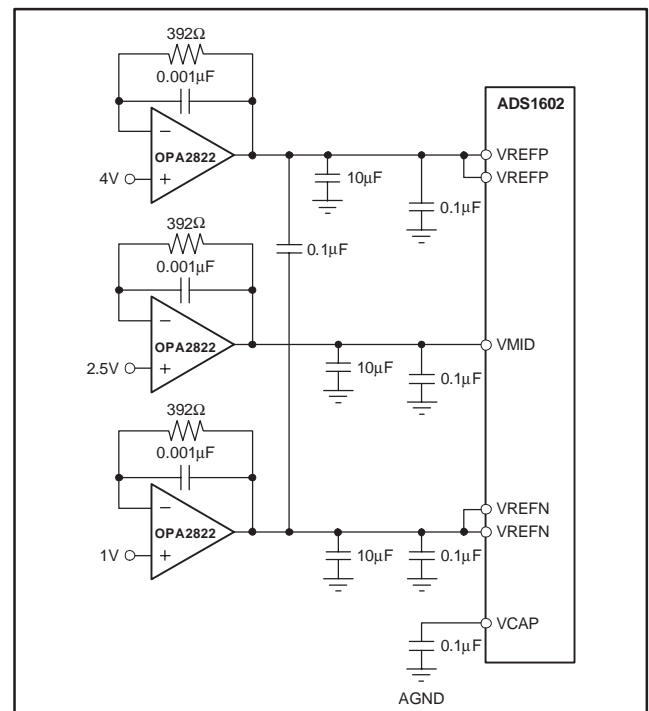 392Ω
0.001μF
ADS1602
OPA2822
4V
VREFP
VREFP
10μF
0.1μF
0.1μF
392Ω
0.001μF
OPA2822
2.5V
VMID
10μF
0.1μF
392Ω
0.001μF
OPA2822
1V
VREFN
VREFN
10μF
0.1μF
VCAP
0.1μF
AGND